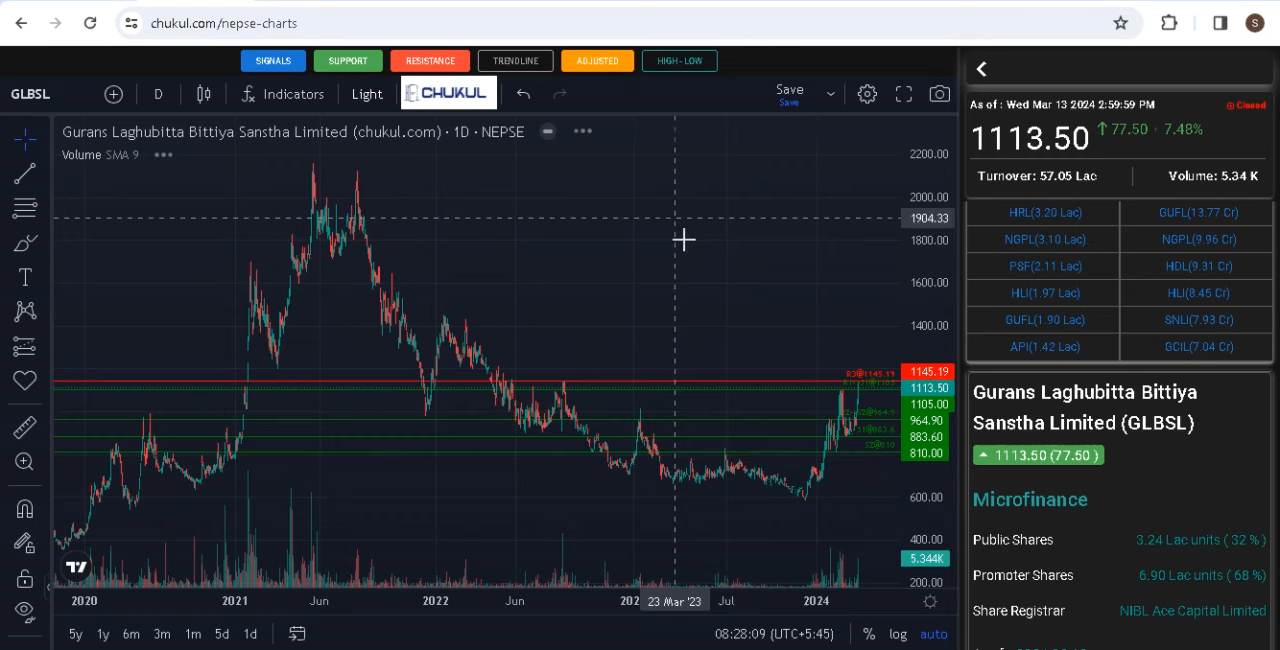 chukul.com/nepse-charts
S
SIGNALS
SUPPORT
RESISTANCE
TRENDLINE
ADJUSTED
HIGH-LOW
GLBSL
D
Indicators
Light
CHUKUL
Save
Save
Gurans Laghubitta Bittiya Sanstha Limited (chukul.com) · 1D · NEPSE
Volume SMA 9
2200.00
2000.00
1904.33
1800.00
1600.00
1400.00
R3@1145.19
1145.19
1113.50
1105.00
964.90
883.60
810.00
S1@883.6
S2@810
600.00
400.00
5.344K
200.00
2020
2021
Jun
2022
Jun
23 Mar '23
Jul
2024
5y 1y 6m 3m 1m 5d 1d
08:28:09 (UTC+5:45)
% log auto
As of : Wed Mar 13 2024 2:59:59 PM
Closed
1113.50
77.50 · 7.48%
Turnover: 57.05 Lac
Volume: 5.34 K
HRL(3.20 Lac)
GUFL(13.77 Cr)
NGPL(3.10 Lac)
NGPL(9.96 Cr)
PSF(2.11 Lac)
HDL(9.31 Cr)
HLI(1.97 Lac)
HLI(8.45 Cr)
GUFL(1.90 Lac)
SNLI(7.93 Cr)
API(1.42 Lac)
GCIL(7.04 Cr)
Gurans Laghubitta Bittiya
Sanstha Limited (GLBSL)
1113.50 (77.50 )
Microfinance
Public Shares
3.24 Lac units ( 32 % )
Promoter Shares
6.90 Lac units ( 68 % )
Share Registrar
NIBL Ace Capital Limited